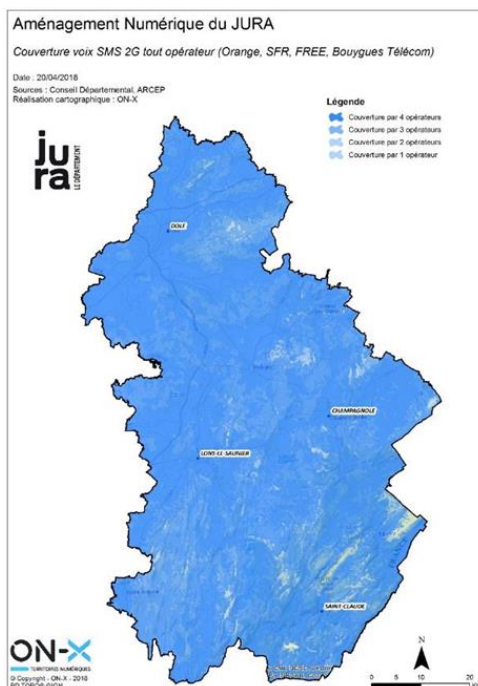 Aménagement Numérique du JURA
Couverture voix SMS 2G tout opérateur (Orange, SFR, FREE, Bouygues Télécom)
Date : 20/04/2018
Sources : Conseil Départemental, ARCEP
Réalisation cartographique : ON-X
Légende
Couverture par 4 opérateurs
Couverture par 3 opérateurs
Couverture par 2 opérateurs
Couverture par 1 opérateur
jura
LE DÉPARTEMENT
DOLE
CHAMPAGNOLE
LONS-LE-SAUNIER
SAINT-CLAUDE
ON-X
TERRITOIRES NUMÉRIQUES
© Copyright - ON-X - 2018
N
0 5 10 20